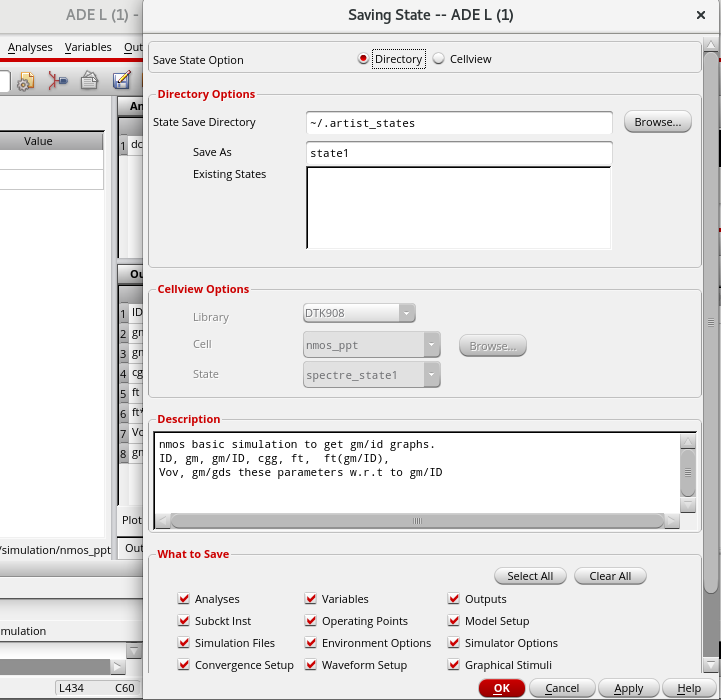 ADE L (1) -
Saving State -- ADE L (1)
Analyses Variables Out
Save State Option Directory Cellview
Directory Options
State Save Directory ~/.artist_states Browse...
Save As state1
Existing States
Value
An
1 dc
Cellview Options
Library DTK908
Cell nmos_ppt Browse...
State spectre_state1
Ou
1 ID
2 gm
3 gm
4 cg
5 ft
6 ft*
7 Vo
8 gm
Description
nmos basic simulation to get gm/id graphs.
ID, gm, gm/ID, cgg, ft, ft(gm/ID),
Vov, gm/gds these parameters w.r.t to gm/ID
Plot
/simulation/nmos_ppt Out
What to Save
Select All Clear All
Analyses Variables Outputs
Subckt Inst Operating Points Model Setup
Simulation Files Environment Options Simulator Options
Convergence Setup Waveform Setup Graphical Stimuli
mulation
L434 C60
OK Cancel Apply Help